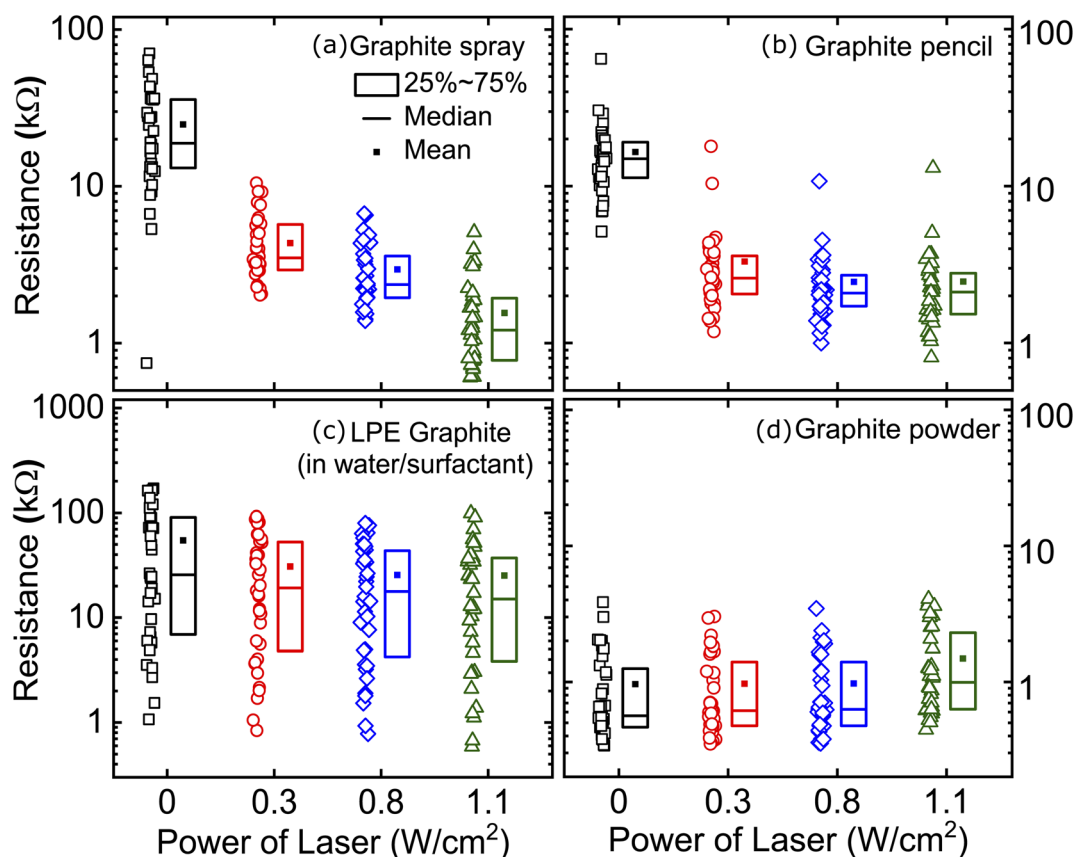 (a) Graphite spray
25%~75%
Median
Mean
Resistance (kΩ)
100
10
1
(b) Graphite pencil
100
10
1
(c) LPE Graphite
(in water/surfactant)
Resistance (kΩ)
1000
100
10
1
0 0.3 0.8 1.1
Power of Laser (W/cm²)
(d) Graphite powder
100
10
1
0 0.3 0.8 1.1
Power of Laser (W/cm²)